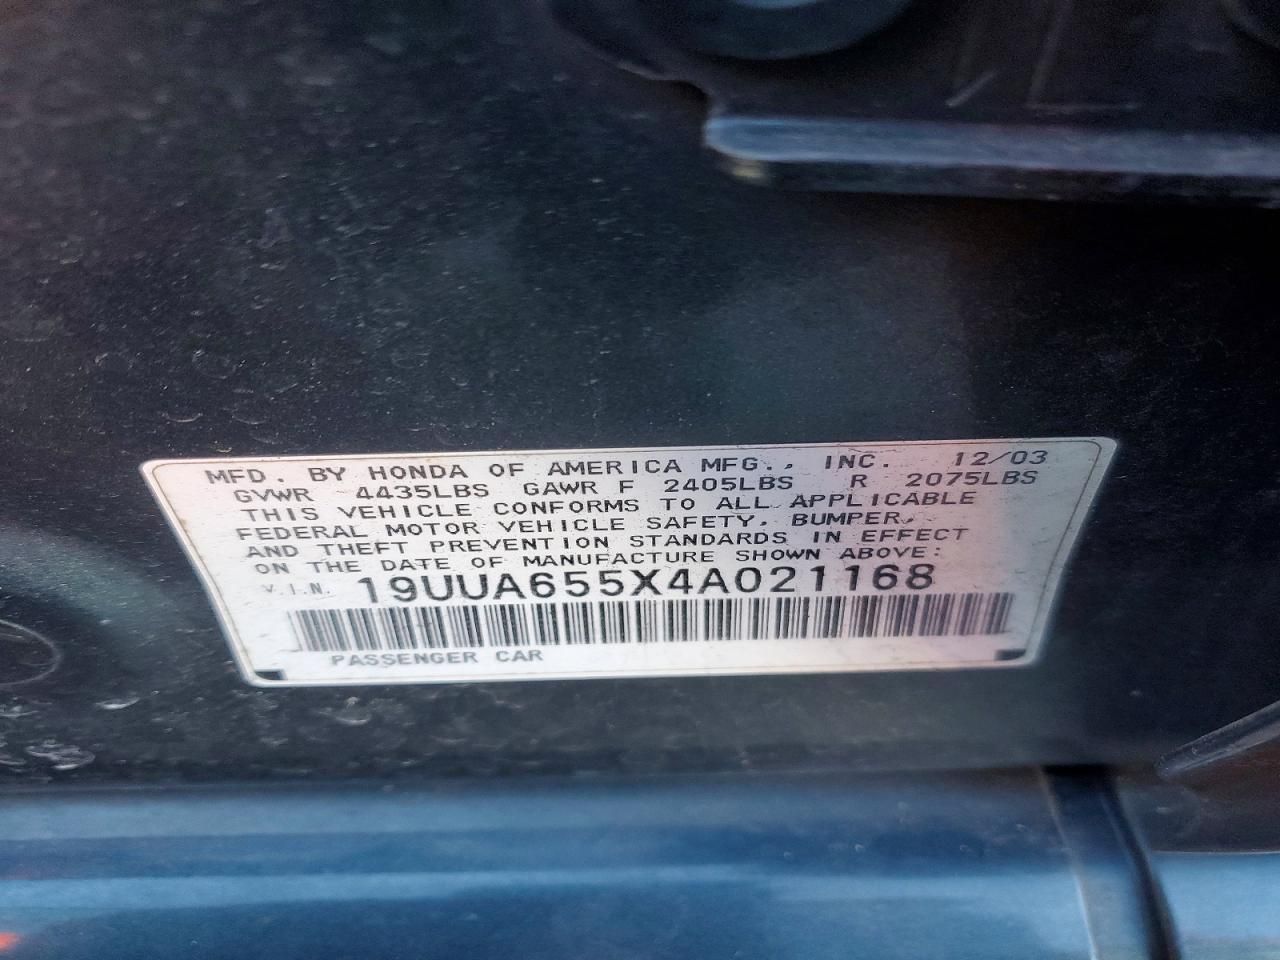 MFD. BY HONDA OF AMERICA MFG., INC. 12/03
GVWR 4435LBS GAWR F 2405LBS R 2075LBS
THIS VEHICLE CONFORMS TO ALL APPLICABLE
FEDERAL MOTOR VEHICLE SAFETY, BUMPER,
AND THEFT PREVENTION STANDARDS IN EFFECT
ON THE DATE OF MANUFACTURE SHOWN ABOVE:
V.I.N. 19UUA655X4A021168
PASSENGER CAR